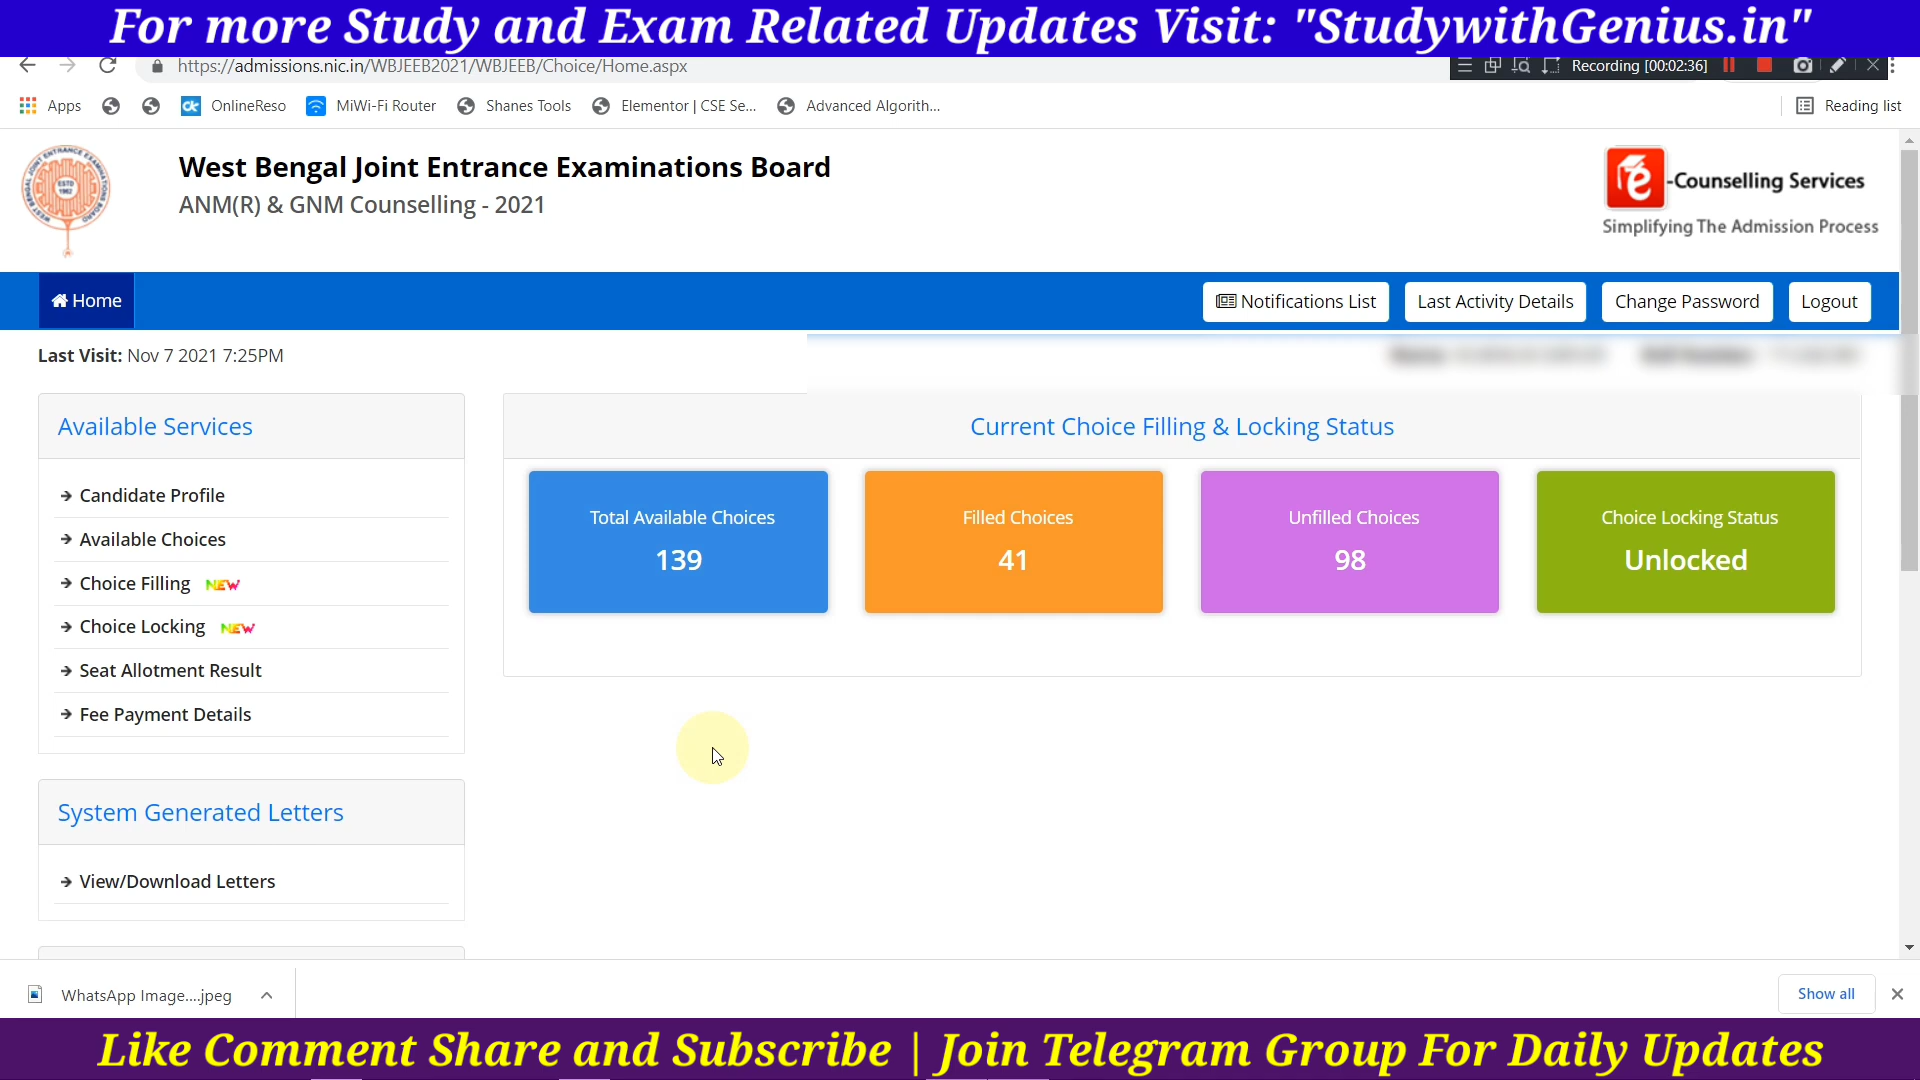 For more Study and Exam Related Updates Visit: "StudywithGenius.in"
https://admissions.nic.in/WBJEEB2021/WBJEEB/Choice/Home.aspx
Recording [00:02:36]
Apps OnlineReso MiWi-Fi Router Shanes Tools Elementor | CSE Se... Advanced Algorith... Reading list
West Bengal Joint Entrance Examinations Board
ANM(R) & GNM Counselling - 2021
e-Counselling Services
Simplifying The Admission Process
Home Notifications List Last Activity Details Change Password Logout
Last Visit: Nov 7 2021 7:25PM
Available Services
Candidate Profile
Available Choices
Choice Filling NEW
Choice Locking NEW
Seat Allotment Result
Fee Payment Details
System Generated Letters
View/Download Letters
Current Choice Filling & Locking Status
Total Available Choices
139
Filled Choices
41
Unfilled Choices
98
Choice Locking Status
Unlocked
WhatsApp Image....jpeg
Show all
Like Comment Share and Subscribe | Join Telegram Group For Daily Updates